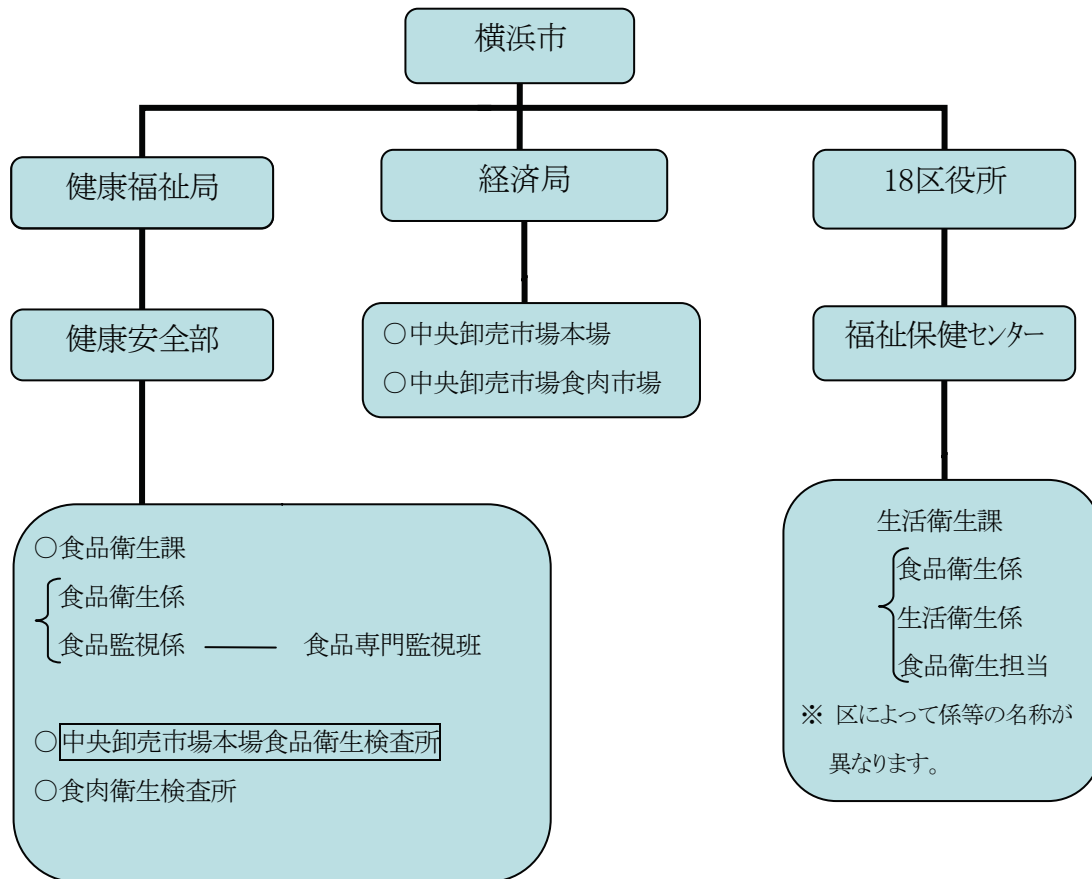 横浜市
健康福祉局
経済局
18区役所
健康安全部
○中央卸売市場本場
○中央卸売市場食肉市場
福祉保健センター
○食品衛生課
食品衛生係
食品監視係 食品専門監視班
○中央卸売市場本場食品衛生検査所
○食肉衛生検査所
生活衛生課
食品衛生係
生活衛生係
食品衛生担当
※ 区によって係等の名称が
異なります。